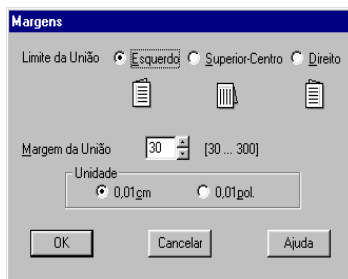 Margens
Limite da União Esquerdo Superior-Centro Direito
Margem da União 30 [30 ... 300]
Unidade
0,01cm 0,01pol.
OK Cancelar Ajuda